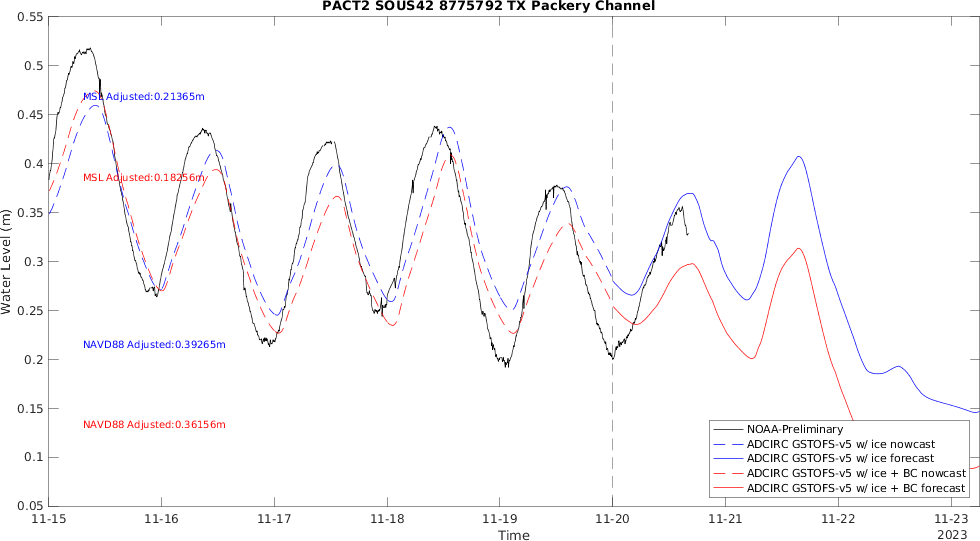 PACT2 SOUS42 8775792 TX Packery Channel
0.55
0.5
0.45
0.4
0.35
0.3
0.25
0.2
0.15
0.1
0.05
Water Level (m)
MSL Adjusted:0.21365m
MSL Adjusted:0.18256m
NAVD88 Adjusted:0.39265m
NAVD88 Adjusted:0.36156m
NOAA-Preliminary
ADCIRC GSTOFS-v5 w/ ice nowcast
ADCIRC GSTOFS-v5 w/ ice forecast
ADCIRC GSTOFS-v5 w/ ice + BC nowcast
ADCIRC GSTOFS-v5 w/ ice + BC forecast
11-15 11-16 11-17 11-18 11-19 11-20 11-21 11-22 11-23
Time
2023